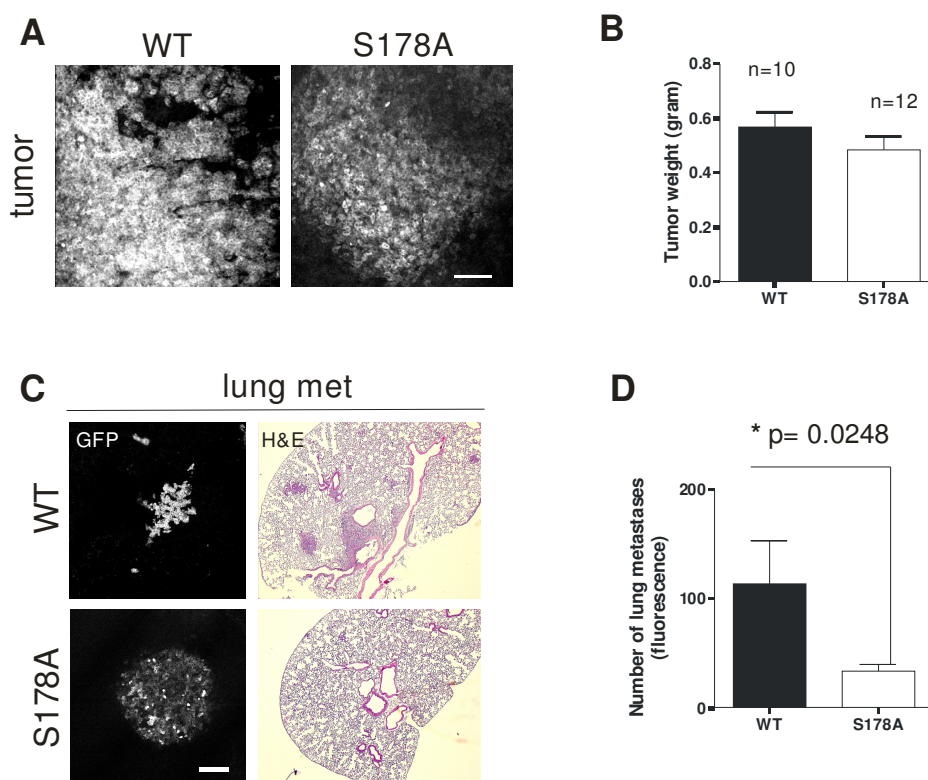 A
WT
S178A
tumor
B
n=10
n=12
Tumor weight (gram)
0.8
0.6
0.4
0.2
0.0
WT
S178A
C
lung met
GFP
H&E
WT
S178A
D
* p= 0.0248
Number of lung metastases
(fluorescence)
200
100
0
WT
S178A